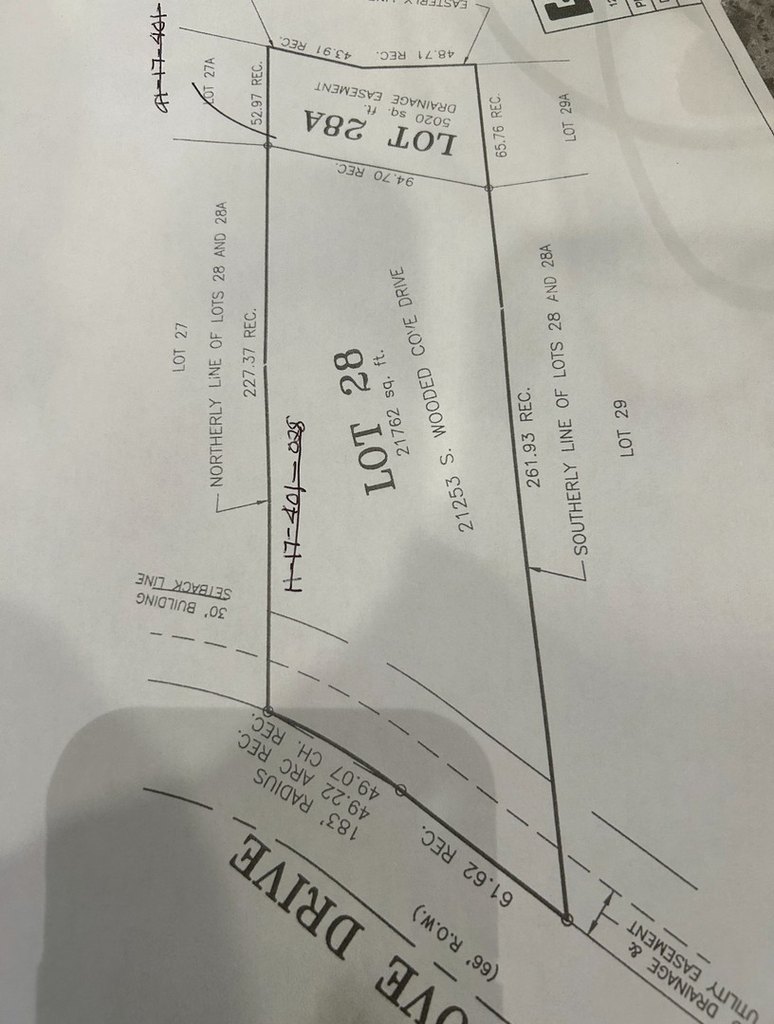 48.71 REC.
43.91 REC.
LOT 27A
52.97 REC.
DRAINAGE EASEMENT
5020 sq. ft.
LOT 28A
65.76 REC.
LOT 29A
94.70 REC.
LOT 27
NORTHERLY LINE OF LOTS 28 AND 28A
227.37 REC.
LOT 28
21762 sq. ft.
21253 S. WOODED COVE DRIVE
261.93 REC.
SOUTHERLY LINE OF LOTS 28 AND 28A
LOT 29
11-17-401-028
30' BUILDING
SETBACK LINE
183' RADIUS
49.22 ARC REC.
49.07 CH. REC.
61.62 REC.
OVE DRIVE
(66' R.O.W.)
DRAINAGE &
UTILITY EASEMENT